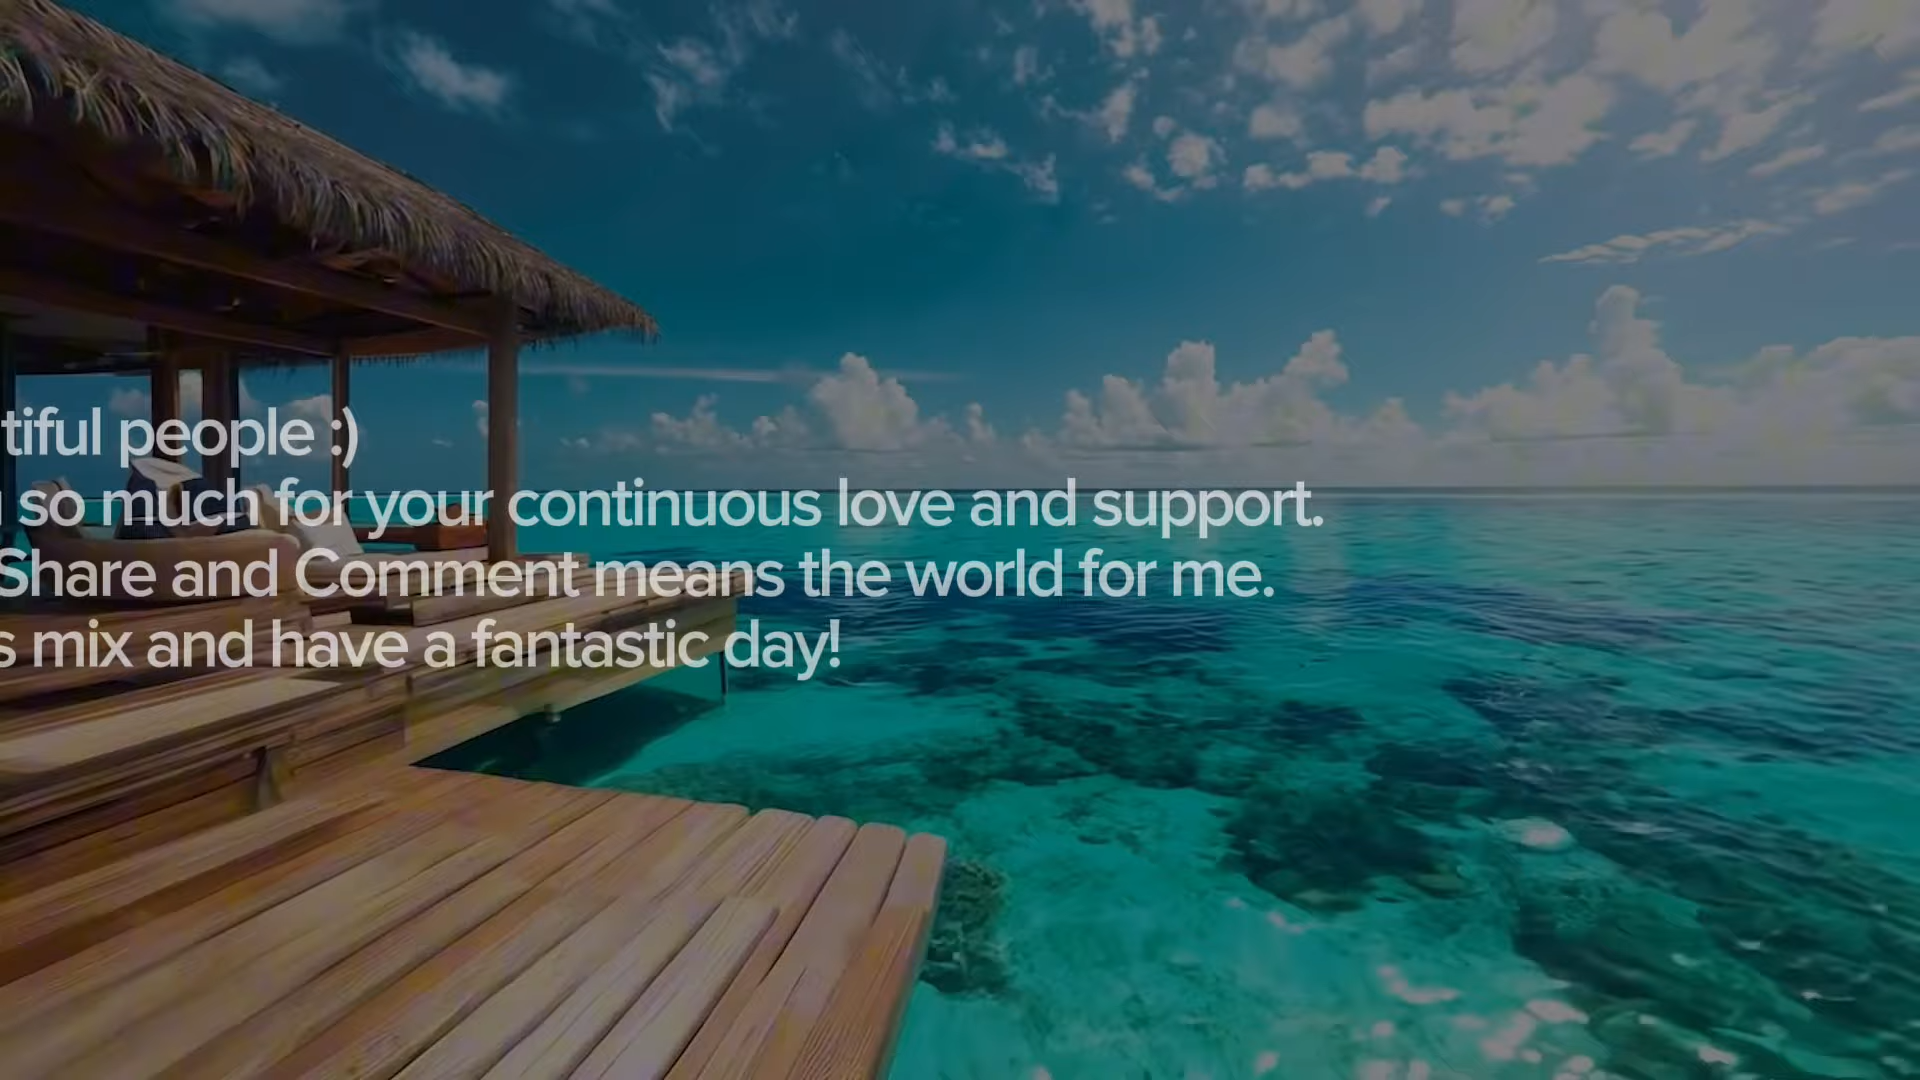 tiful people :)
so much for your continuous love and support.
Share and Comment means the world for me.
s mix and have a fantastic day!